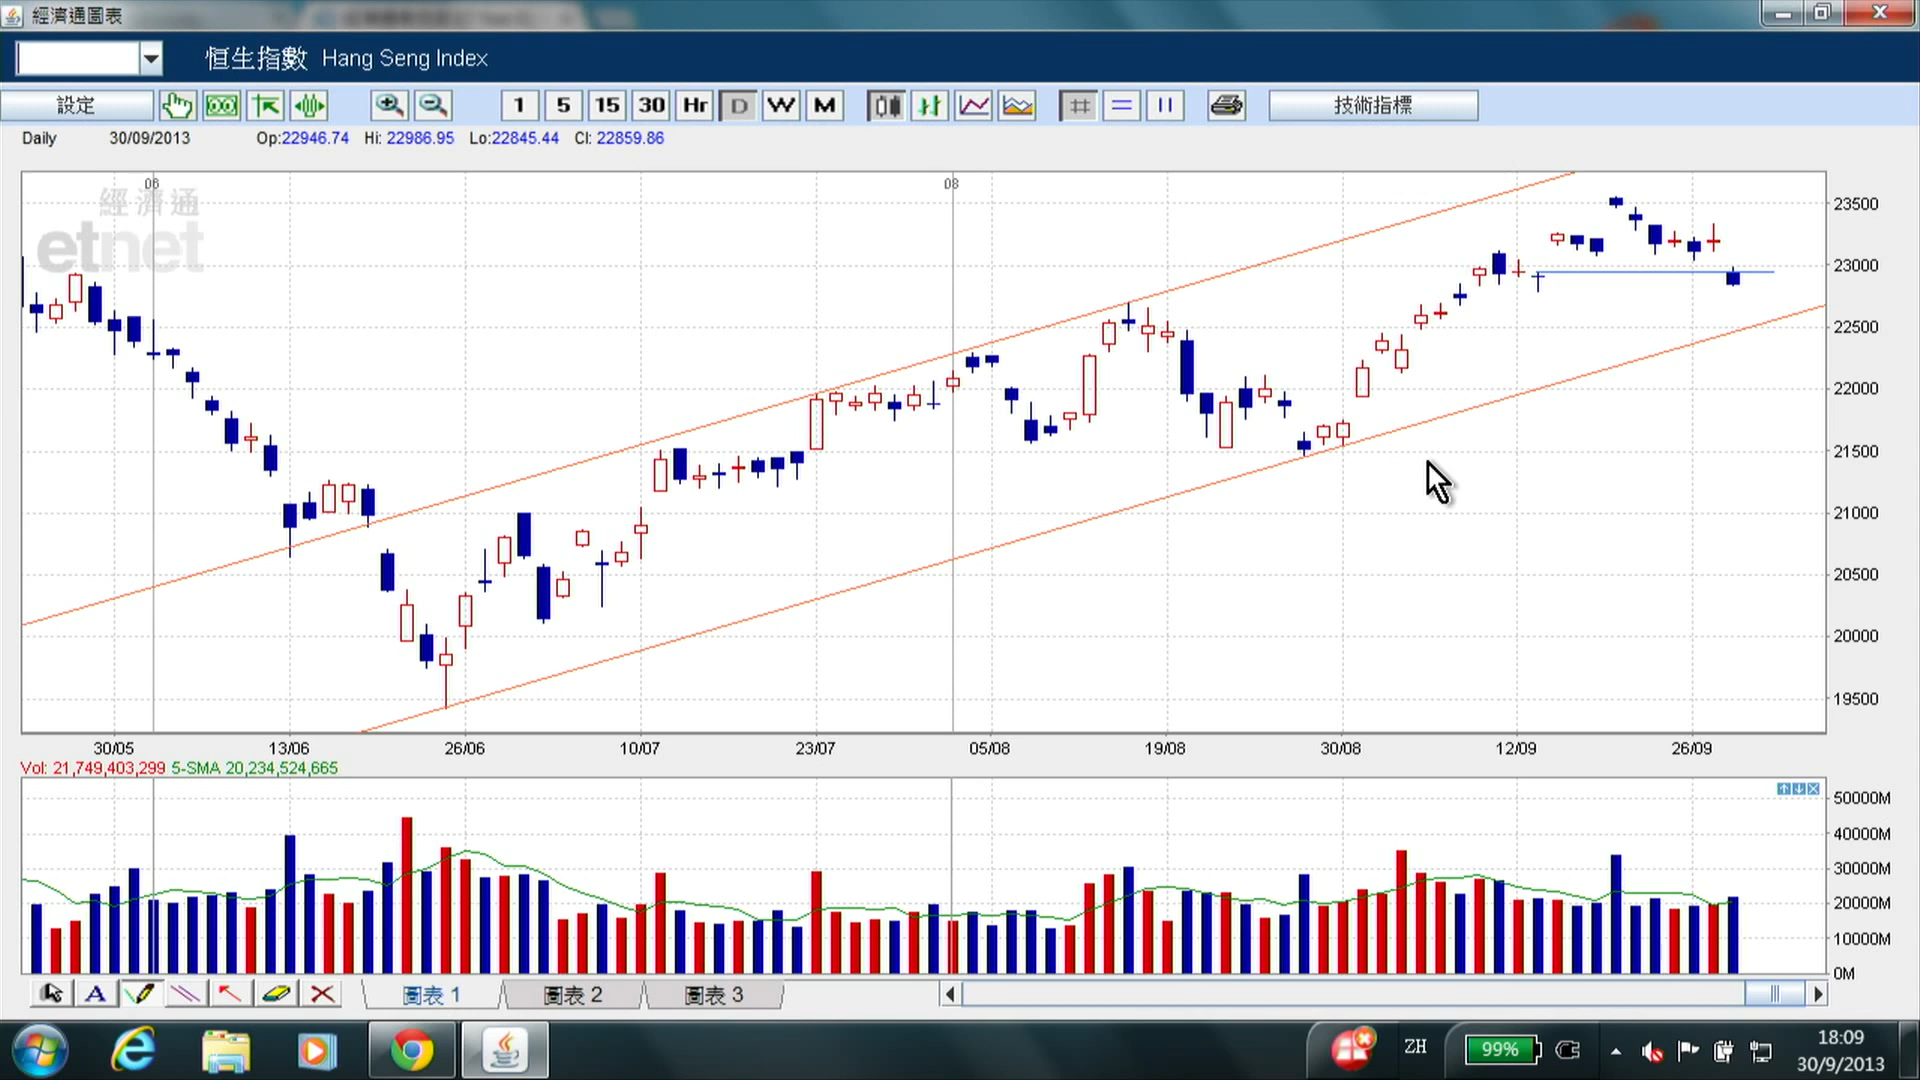 經濟通圖表
恒生指數 Hang Seng Index
設定 1 5 15 30 Hr D W M 技術指標
Daily 30/09/2013 Op:22946.74 Hi: 22986.95 Lo:22845.44 Cl: 22859.86
06 08
經濟通
etnet
23500
23000
22500
22000
21500
21000
20500
20000
19500
30/05 13/06 26/06 10/07 23/07 05/08 19/08 30/08 12/09 26/09
Vol: 21,749,403,299 5-SMA 20,234,524,665
50000M
40000M
30000M
20000M
10000M
0M
A 圖表 1 圖表 2 圖表 3
ZH 99% 18:09
30/9/2013